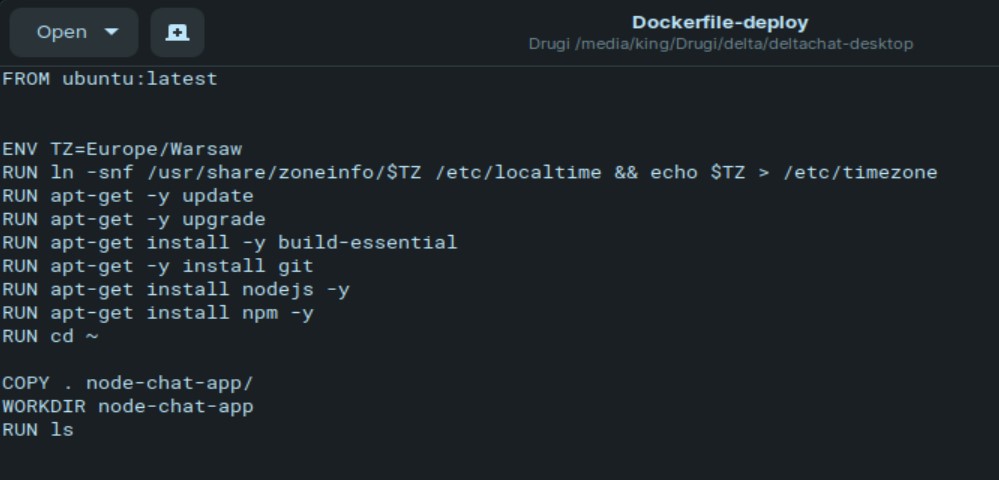 Open
Dockerfile-deploy
Drugi /media/king/Drugi/delta/deltachat-desktop
FROM ubuntu:latest
ENV TZ=Europe/Warsaw
RUN ln -snf /usr/share/zoneinfo/$TZ /etc/localtime && echo $TZ > /etc/timezone
RUN apt-get -y update
RUN apt-get -y upgrade
RUN apt-get install -y build-essential
RUN apt-get -y install git
RUN apt-get install nodejs -y
RUN apt-get install npm -y
RUN cd ~
COPY . node-chat-app/
WORKDIR node-chat-app
RUN ls